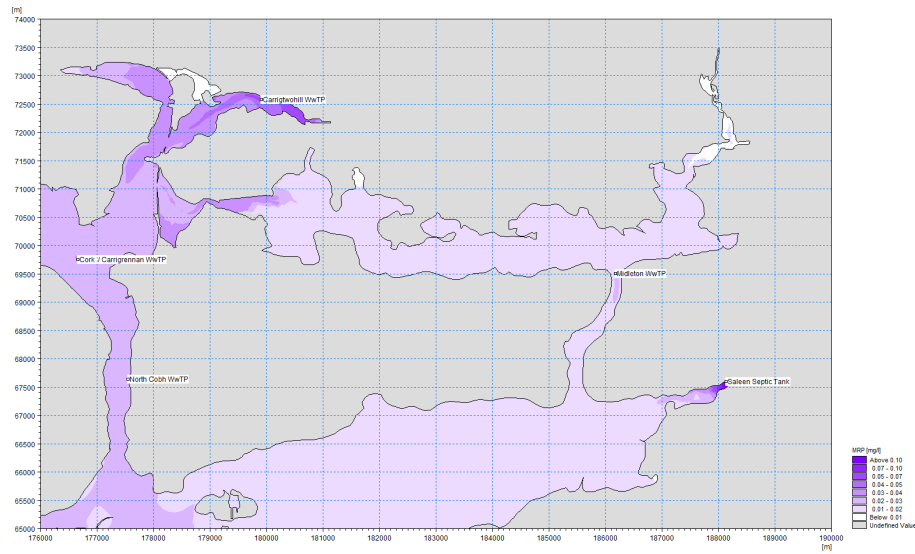 [m]
74000
73500
73000
72500
72000
71500
71000
70500
70000
69500
69000
68500
68000
67500
67000
66500
66000
65500
65000
Carrigtwohill WwTP
Cork / Carrigrennan WwTP
Midleton WwTP
North Cobh WwTP
Saleen Septic Tank
176000 177000 178000 179000 180000 181000 182000 183000 184000 185000 186000 187000 188000 189000 190000
[m]
MRP [mg/l]
Above 0.10
0.07 - 0.10
0.05 - 0.07
0.04 - 0.05
0.03 - 0.04
0.02 - 0.03
0.01 - 0.02
Below 0.01
Undefined Value